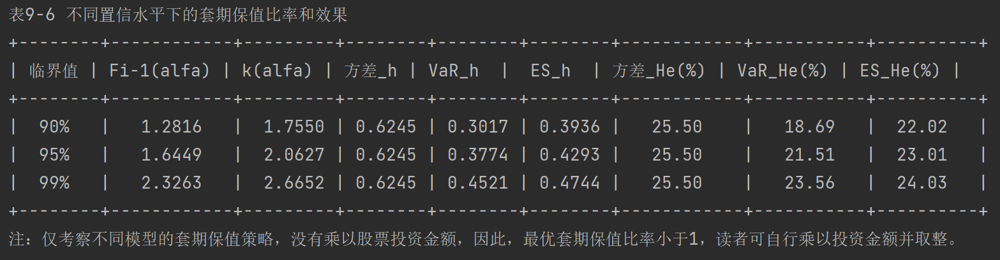 表9-6 不同置信水平下的套期保值比率和效果
+--------+------------+---------+--------+--------+--------+------------+-----------+----------+
| 临界值 | Fi-1(alfa) | k(alfa) | 方差_h | VaR_h  |  ES_h  | 方差_He(%) | VaR_He(%) | ES_He(%) |
+--------+------------+---------+--------+--------+--------+------------+-----------+----------+
|  90%   |   1.2816   |  1.7550 | 0.6245 | 0.3017 | 0.3936 |   25.50    |   18.69   |  22.02   |
|  95%   |   1.6449   |  2.0627 | 0.6245 | 0.3774 | 0.4293 |   25.50    |   21.51   |  23.01   |
|  99%   |   2.3263   |  2.6652 | 0.6245 | 0.4521 | 0.4744 |   25.50    |   23.56   |  24.03   |
+--------+------------+---------+--------+--------+--------+------------+-----------+----------+
注: 仅考察不同模型的套期保值策略，没有乘以股票投资金额，因此，最优套期保值比率小于1，读者可自行乘以投资金额并取整。